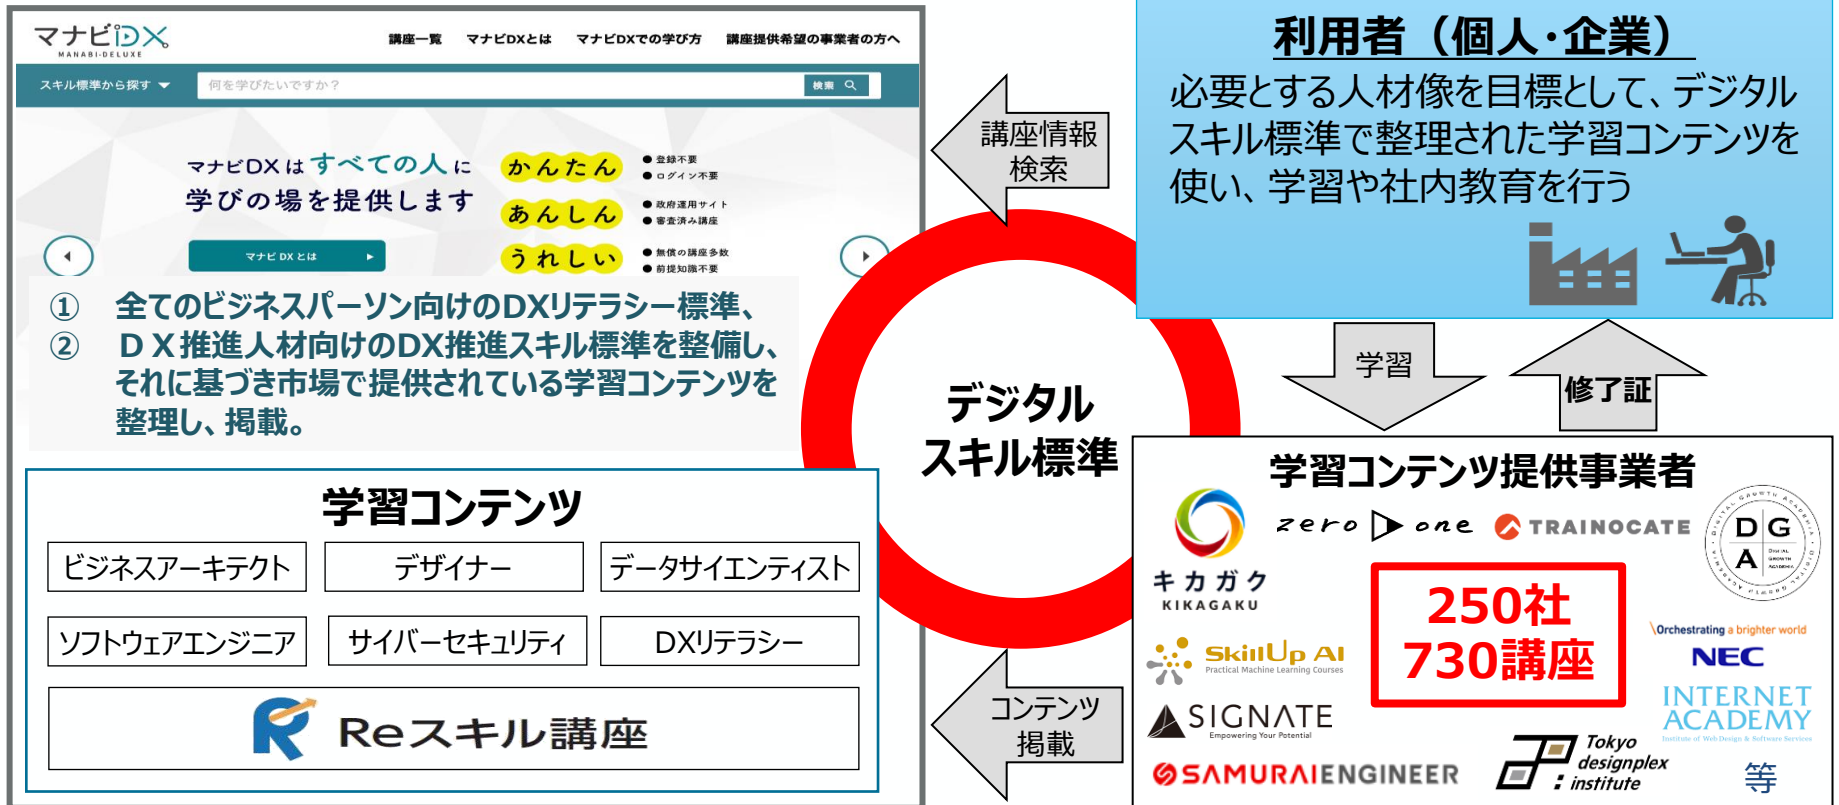 マナビDX
MANABI-DELUXE
講座一覧 マナビDXとは マナビDXでの学び方 講座提供希望の事業者の方へ
スキル標準から探す
何を学びたいですか？
検索
マナビDXはすべての人に
学びの場を提供します
マナビDXとは
かんたん
● 登録不要
● ログイン不要
あんしん
● 政府運用サイト
● 審査済み講座
うれしい
● 無償の講座多数
● 前提知識不要
① 全てのビジネスパーソン向けのDXリテラシー標準、
② ＤＸ推進人材向けのDX推進スキル標準を整備し、
それに基づき市場で提供されている学習コンテンツを
整理し、掲載。
学習コンテンツ
ビジネスアーキテクト
デザイナー
データサイエンティスト
ソフトウェアエンジニア
サイバーセキュリティ
DXリテラシー
Reスキル講座
講座情報
検索
デジタル
スキル標準
コンテンツ
掲載
利用者（個人・企業）
必要とする人材像を目標として、デジタル
スキル標準で整理された学習コンテンツを
使い、学習や社内教育を行う
学習
修了証
学習コンテンツ提供事業者
キカガク
KIKAGAKU
zero one
TRAINOCATE
DIGITAL GROWTH ACADEMIA
D G
A
DIGITAL
GROWTH
ACADEMIA
250社
730講座
SkillUp AI
Practical Machine Learning Courses
\Orchestrating a brighter world
NEC
SIGNATE
Empowering Your Potential
INTERNET
ACADEMY
Institute of Web Design & Software Services
SAMURAIENGINEER
Tokyo
designplex
institute
等